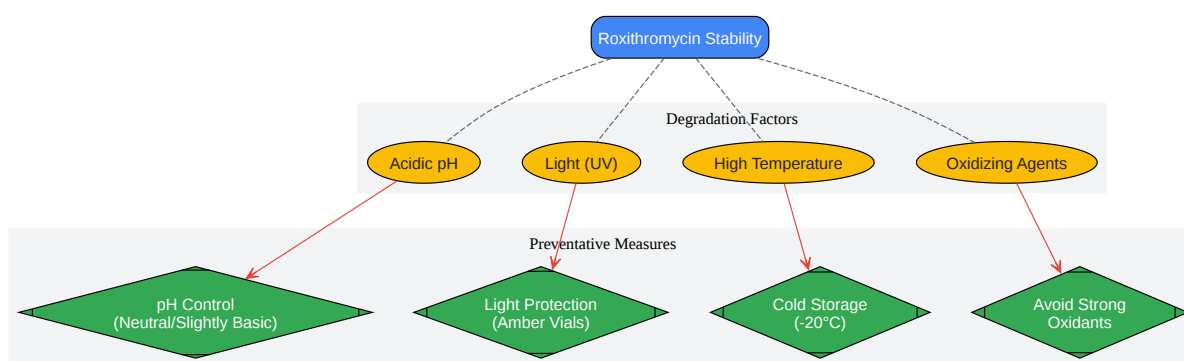 Roxithromycin Stability
Degradation Factors
Acidic pH
Light (UV)
High Temperature
Oxidizing Agents
Preventative Measures
pH Control
(Neutral/Slightly Basic)
Light Protection
(Amber Vials)
Cold Storage
(-20°C)
Avoid Strong
Oxidants